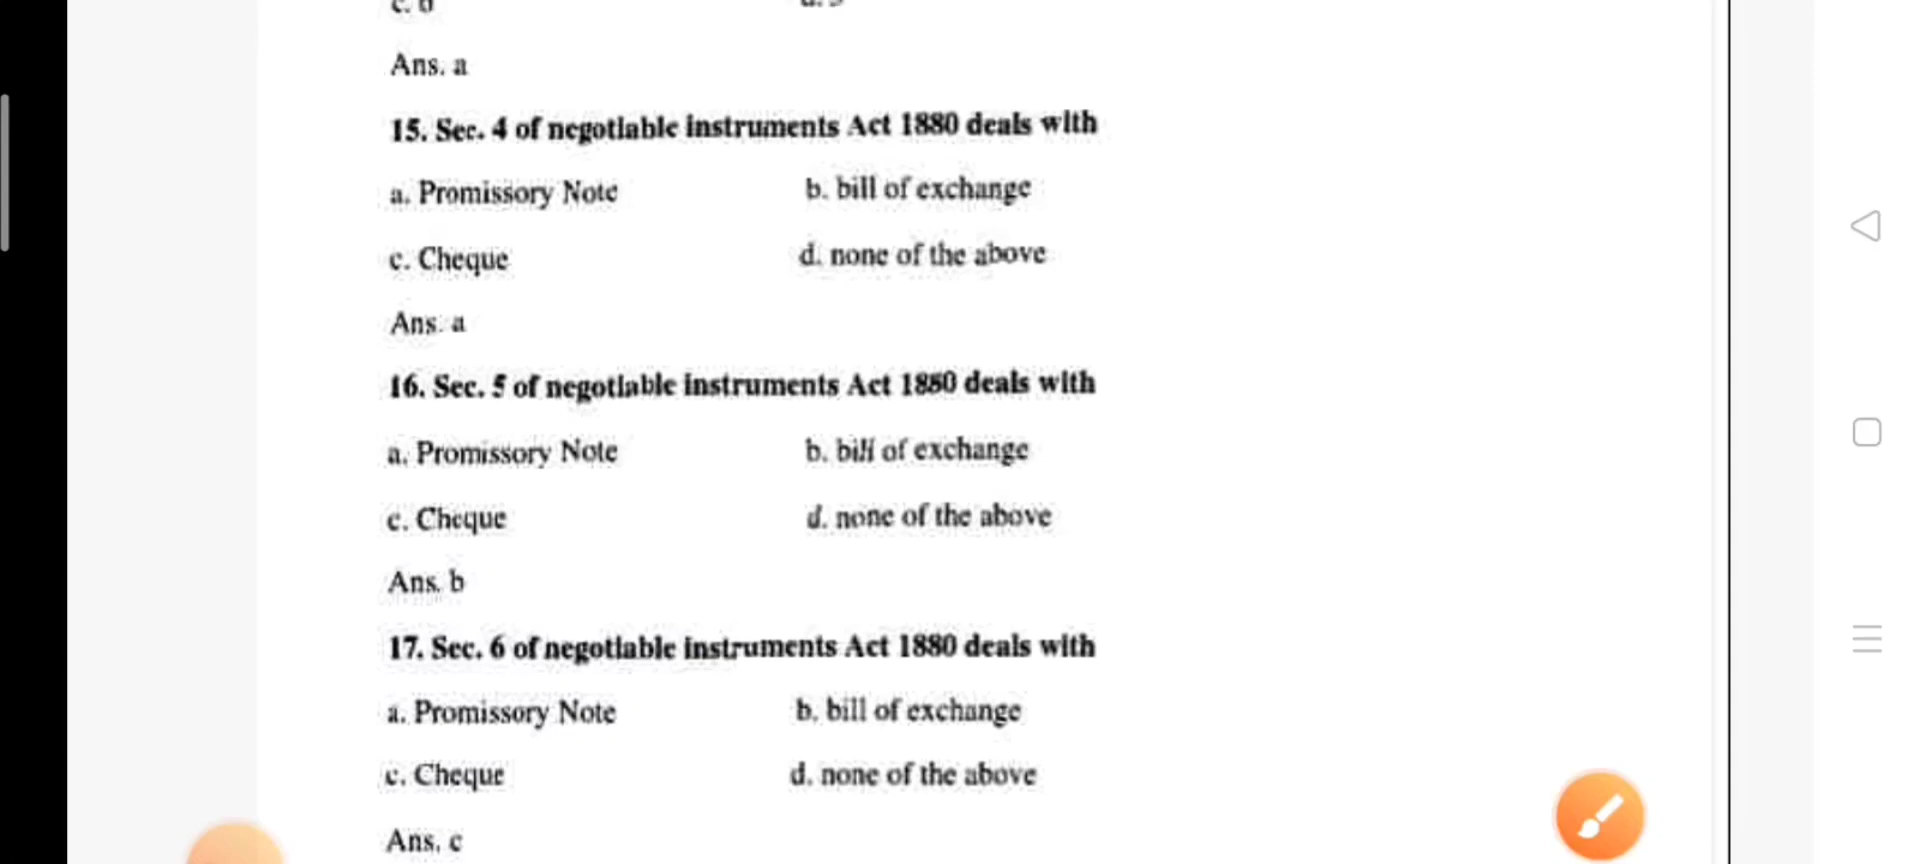 Ans. a
15. Sec. 4 of negotiable instruments Act 1880 deals with
a. Promissory Note b. bill of exchange
c. Cheque d. none of the above
Ans. a
16. Sec. 5 of negotiable instruments Act 1880 deals with
a. Promissory Note b. bill of exchange
c. Cheque d. none of the above
Ans. b
17. Sec. 6 of negotiable instruments Act 1880 deals with
a. Promissory Note b. bill of exchange
c. Cheque d. none of the above
Ans. c